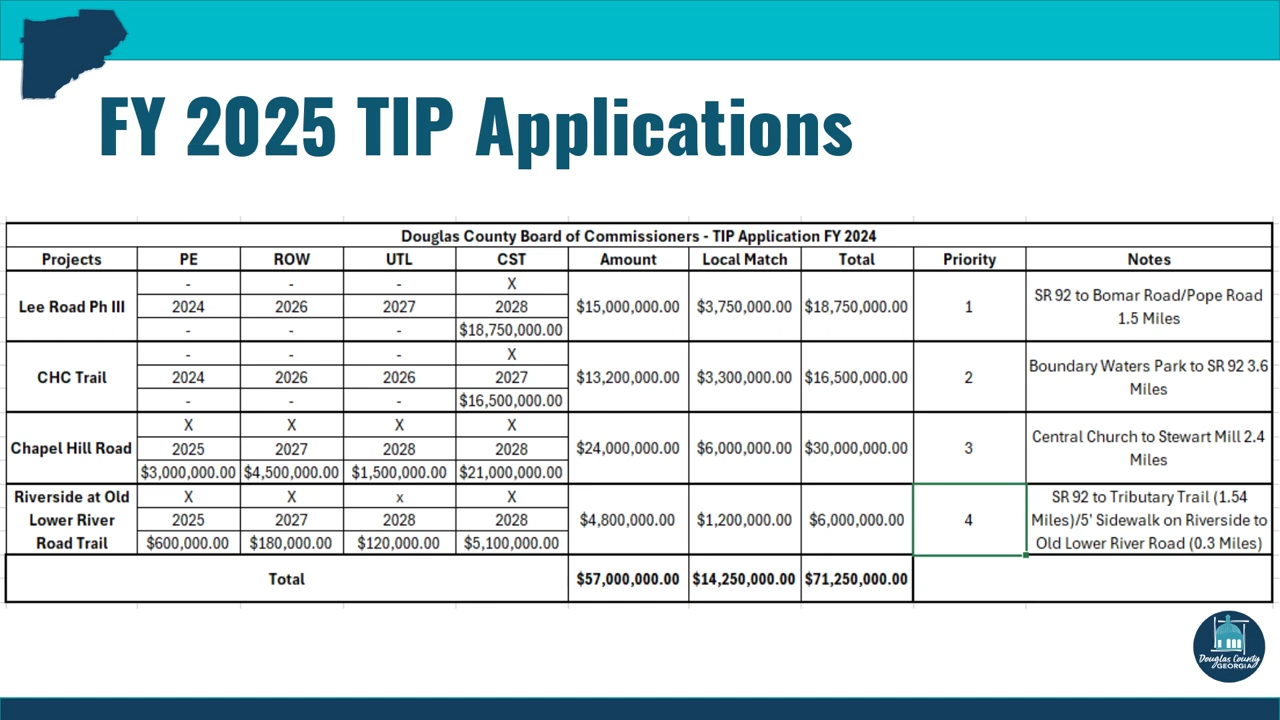 FY 2025 TIP Applications
Douglas County Board of Commissioners - TIP Application FY 2024
Projects PE ROW UTL CST Amount Local Match Total Priority Notes
- - - X
Lee Road Ph III 2024 2026 2027 2028 $15,000,000.00 $3,750,000.00 $18,750,000.00 1 SR 92 to Bomar Road/Pope Road
1.5 Miles
- - - $18,750,000.00
- - - X
CHC Trail 2024 2026 2026 2027 $13,200,000.00 $3,300,000.00 $16,500,000.00 2 Boundary Waters Park to SR 92 3.6
Miles
- - - $16,500,000.00
X X X X
Chapel Hill Road 2025 2027 2028 2028 $24,000,000.00 $6,000,000.00 $30,000,000.00 3 Central Church to Stewart Mill 2.4
Miles
$3,000,000.00 $4,500,000.00 $1,500,000.00 $21,000,000.00
Riverside at Old X X x X SR 92 to Tributary Trail (1.54
Lower River 2025 2027 2028 2028 $4,800,000.00 $1,200,000.00 $6,000,000.00 4 Miles)/5' Sidewalk on Riverside to
Road Trail $600,000.00 $180,000.00 $120,000.00 $5,100,000.00 Old Lower River Road (0.3 Miles)
Total $57,000,000.00 $14,250,000.00 $71,250,000.00
Douglas County
GEORGIA